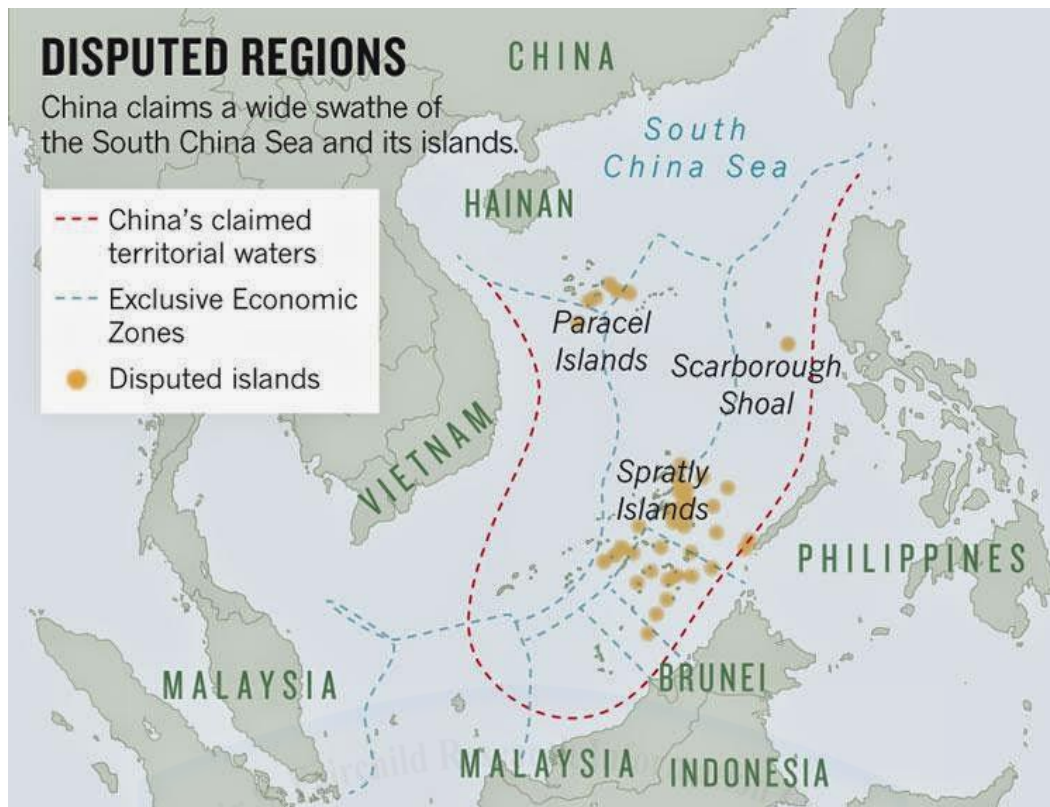 DISPUTED REGIONS
China claims a wide swathe of
the South China Sea and its islands.
China's claimed
territorial waters
Exclusive Economic
Zones
Disputed islands
CHINA
South
China Sea
HAINAN
Paracel
Islands
Scarborough
Shoal
VIETNAM
Spratly
Islands
PHILIPPINES
MALAYSIA
BRUNEI
MALAYSIA
INDONESIA